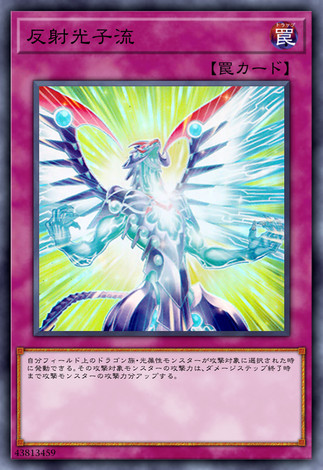 反射光子流
トラップ
罠
【罠カード】
自分フィールド上のドラゴン族・光属性モンスターが攻撃対象に選択された時
に発動できる。その攻撃対象モンスターの攻撃力は、ダメージステップ終了時
まで攻撃モンスターの攻撃力分アップする。
43813459